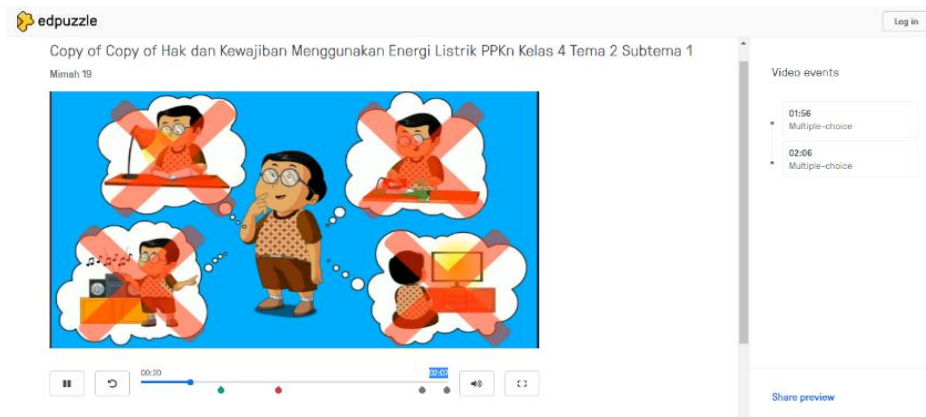 edpuzzle
Log in
Copy of Copy of Hak dan Kewajiban Menggunakan Energi Listrik PPKn Kelas 4 Tema 2 Subtema 1
Mimah 19
Video events
01:56
Multiple-choice
02:06
Multiple-choice
00:20
02:07
Share preview